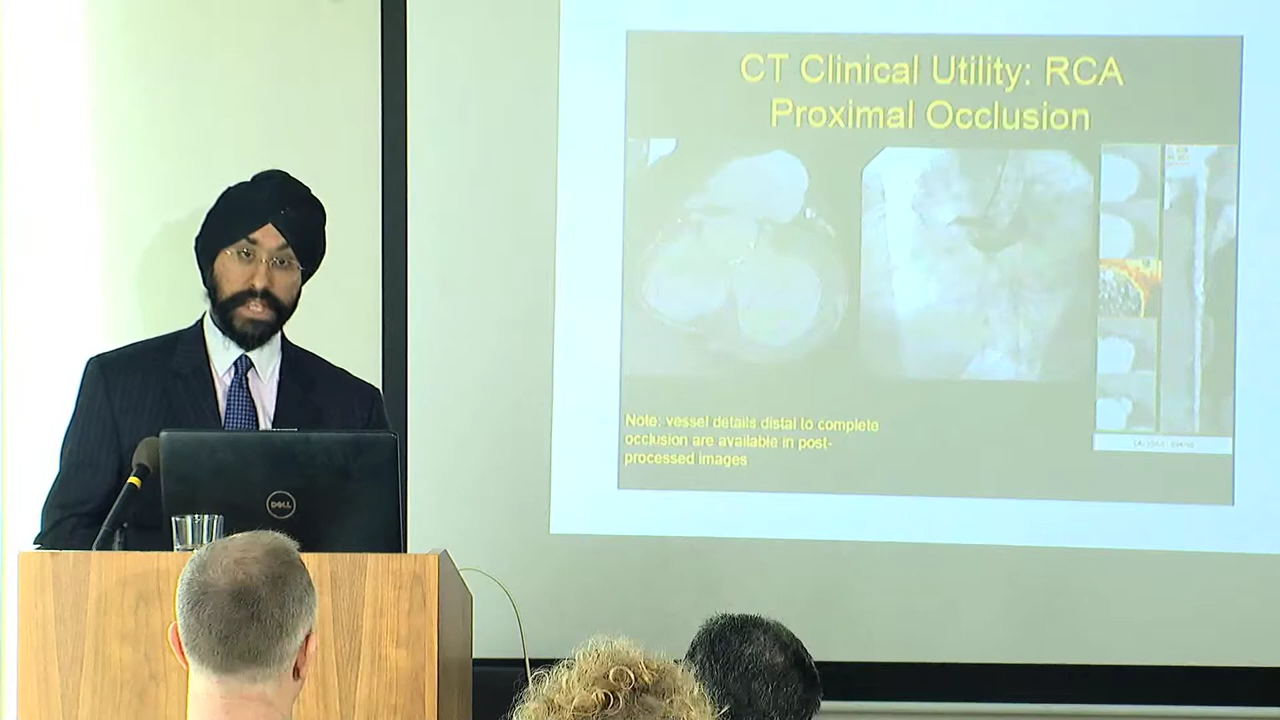 CT Clinical Utility: RCA
Proximal Occlusion
Note: vessel details distal to complete
occlusion are available in post-
processed images
DELL